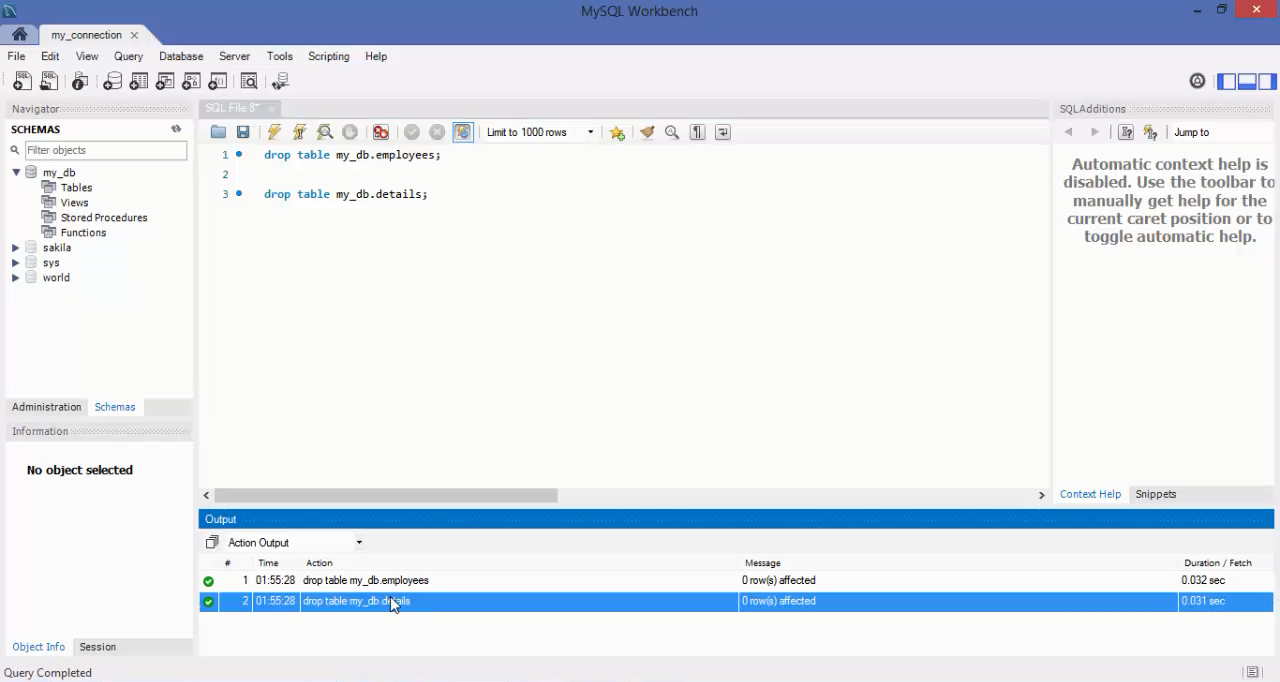 MySQL Workbench
my_connection
File Edit View Query Database Server Tools Scripting Help
Navigator
SCHEMAS
Filter objects
my_db
Tables
Views
Stored Procedures
Functions
sakila
sys
world
Administration Schemas
Information
No object selected
Object Info Session
SQL File 8*
Limit to 1000 rows
1 drop table my_db.employees;
2
3 drop table my_db.details;
SQLAdditions
Jump to
Automatic context help is
disabled. Use the toolbar to
manually get help for the
current caret position or to
toggle automatic help.
Context Help Snippets
Output
Action Output
# Time Action Message Duration / Fetch
1 01:55:28 drop table my_db.employees 0 row(s) affected 0.032 sec
2 01:55:28 drop table my_db.details 0 row(s) affected 0.031 sec
Query Completed